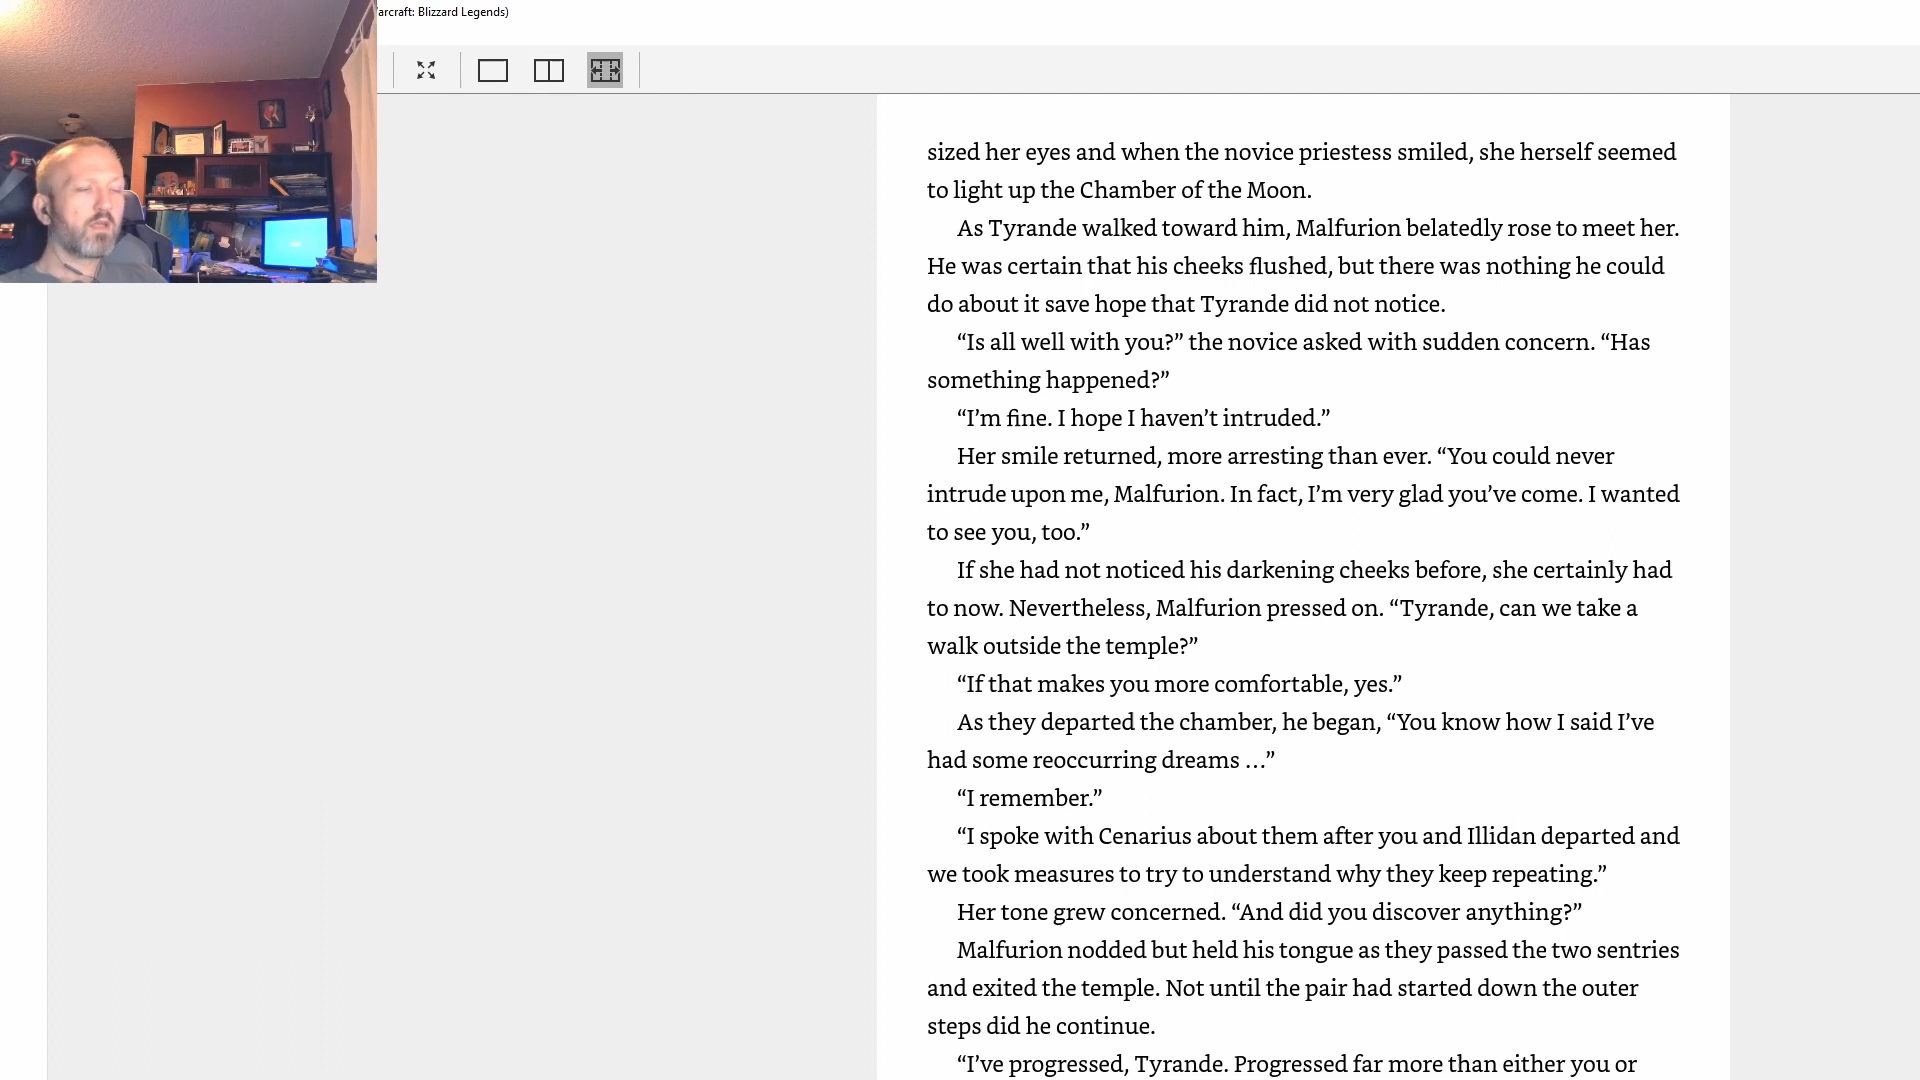 arcraft: Blizzard Legends)
sized her eyes and when the novice priestess smiled, she herself seemed
to light up the Chamber of the Moon.
As Tyrande walked toward him, Malfurion belatedly rose to meet her.
He was certain that his cheeks flushed, but there was nothing he could
do about it save hope that Tyrande did not notice.
“Is all well with you?” the novice asked with sudden concern. “Has
something happened?”
“I’m fine. I hope I haven’t intruded.”
Her smile returned, more arresting than ever. “You could never
intrude upon me, Malfurion. In fact, I’m very glad you’ve come. I wanted
to see you, too.”
If she had not noticed his darkening cheeks before, she certainly had
to now. Nevertheless, Malfurion pressed on. “Tyrande, can we take a
walk outside the temple?”
“If that makes you more comfortable, yes.”
As they departed the chamber, he began, “You know how I said I’ve
had some reoccurring dreams …”
“I remember.”
“I spoke with Cenarius about them after you and Illidan departed and
we took measures to try to understand why they keep repeating.”
Her tone grew concerned. “And did you discover anything?”
Malfurion nodded but held his tongue as they passed the two sentries
and exited the temple. Not until the pair had started down the outer
steps did he continue.
“I’ve progressed, Tyrande. Progressed far more than either you or